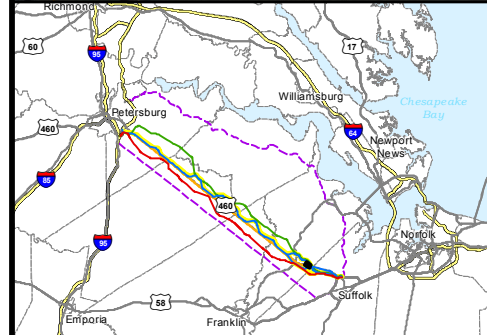 Richmond
60
95
17
Williamsburg
Chesapeake
Bay
Petersburg
64
Newport
News
460
85
460
95
Norfolk
Suffolk
58
Emporia
Franklin